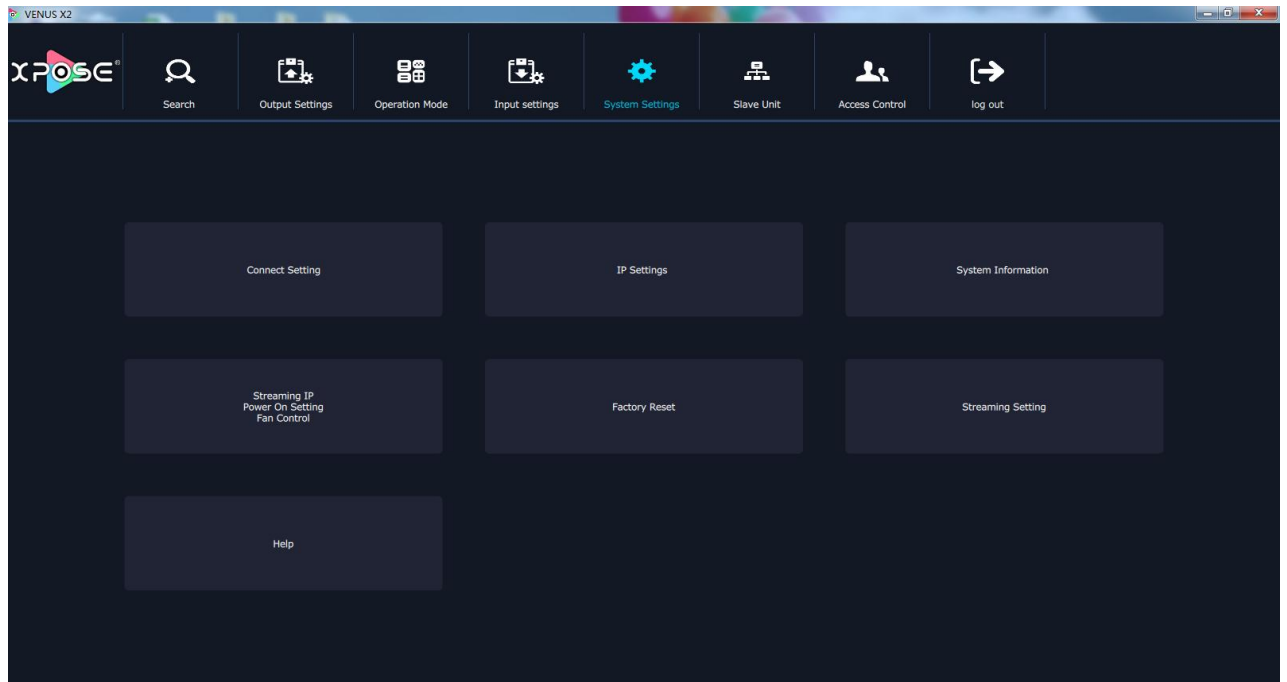 VENUS X2
XPOSE®
Search
Output Settings
Operation Mode
Input settings
System Settings
Slave Unit
Access Control
log out
Connect Setting
IP Settings
System Information
Streaming IP
Power On Setting
Fan Control
Factory Reset
Streaming Setting
Help